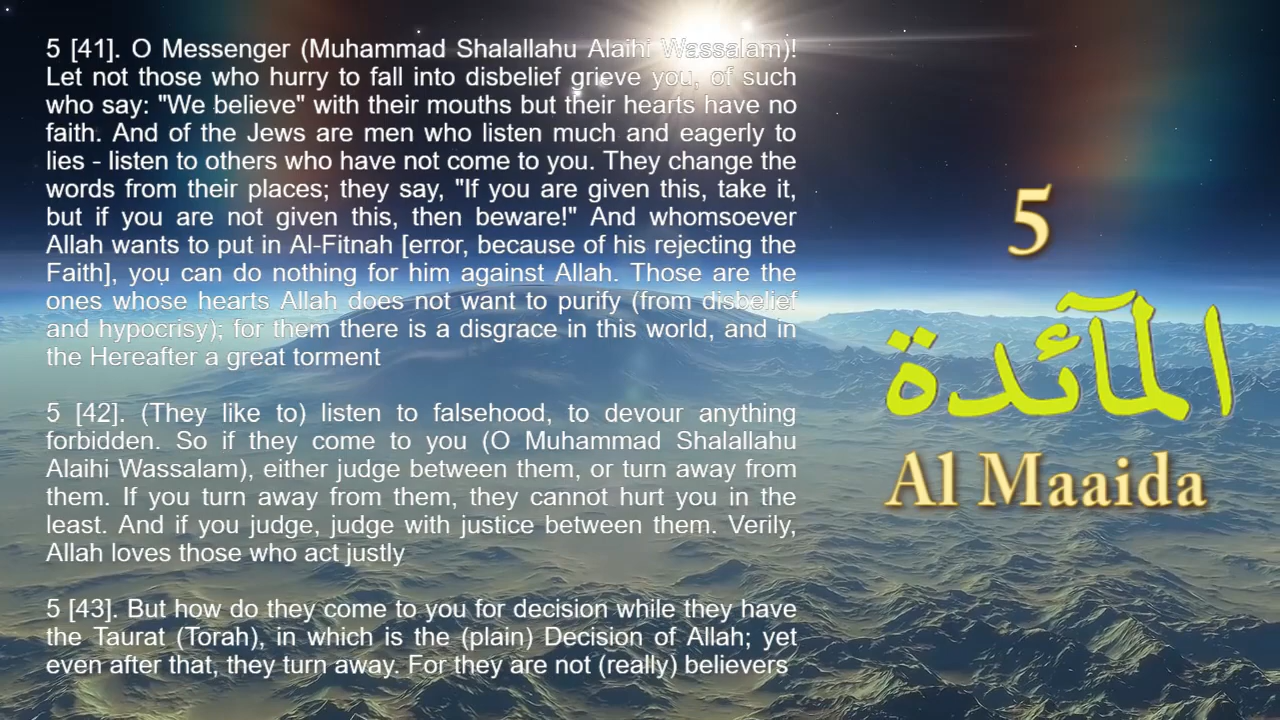 5 [41]. O Messenger (Muhammad Shalallahu Alaihi Wassalam)!
Let not those who hurry to fall into disbelief grieve you, of such
who say: "We believe" with their mouths but their hearts have no
faith. And of the Jews are men who listen much and eagerly to
lies - listen to others who have not come to you. They change the
words from their places; they say, "If you are given this, take it,
but if you are not given this, then beware!" And whomsoever
Allah wants to put in Al-Fitnah [error, because of his rejecting the
Faith], you can do nothing for him against Allah. Those are the
ones whose hearts Allah does not want to purify (from disbelief
and hypocrisy); for them there is a disgrace in this world, and in
the Hereafter a great torment
5 [42]. (They like to) listen to falsehood, to devour anything
forbidden. So if they come to you (O Muhammad Shalallahu
Alaihi Wassalam), either judge between them, or turn away from
them. If you turn away from them, they cannot hurt you in the
least. And if you judge, judge with justice between them. Verily,
Allah loves those who act justly
5 [43]. But how do they come to you for decision while they have
the Taurat (Torah), in which is the (plain) Decision of Allah; yet
even after that, they turn away. For they are not (really) believers
5
المآئدة
Al Maaida